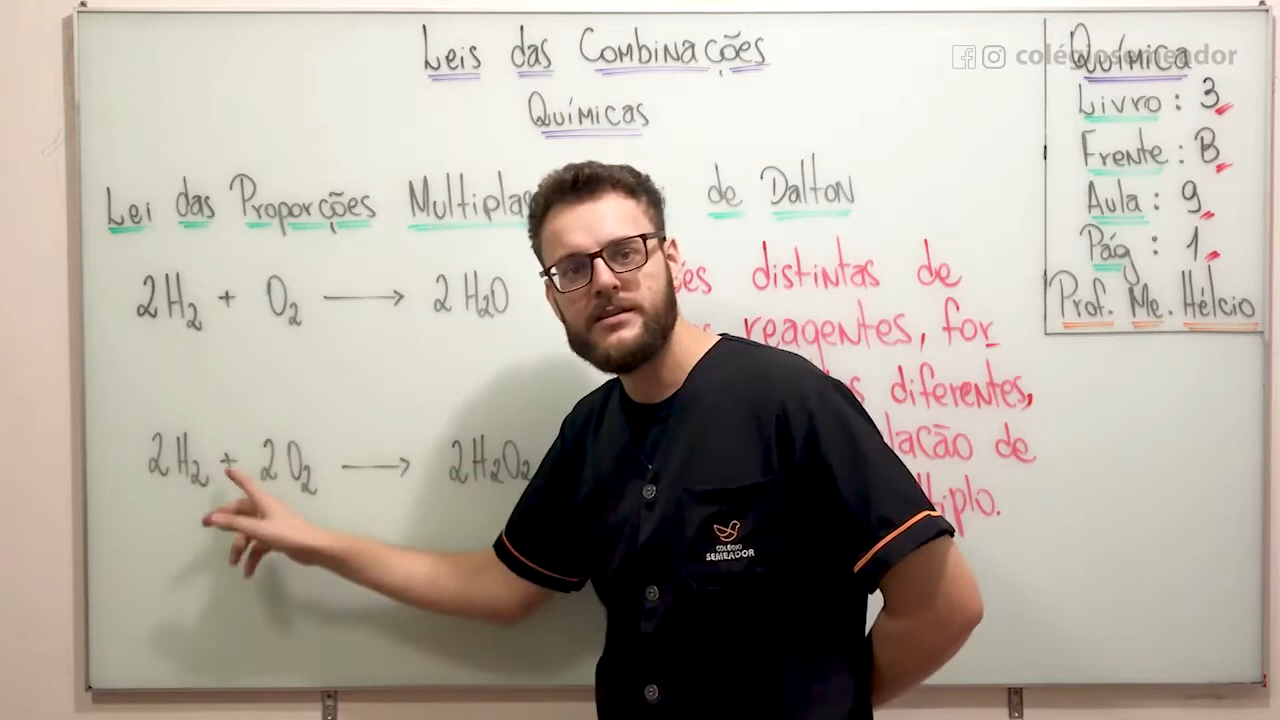 Leis das Combinações
Químicas
Lei das Proporções Multiplas de Dalton
2H2 + O2 → 2H2O
2H2 + 2O2 → 2H2O2
distintas de
reagentes, for
diferentes,
de
Química
Livro: 3
Frente: B
Aula: 9
Pág: 1
Prof. Me. Hélcio
colégiosemeador
COLÉGIO
SEMEADOR